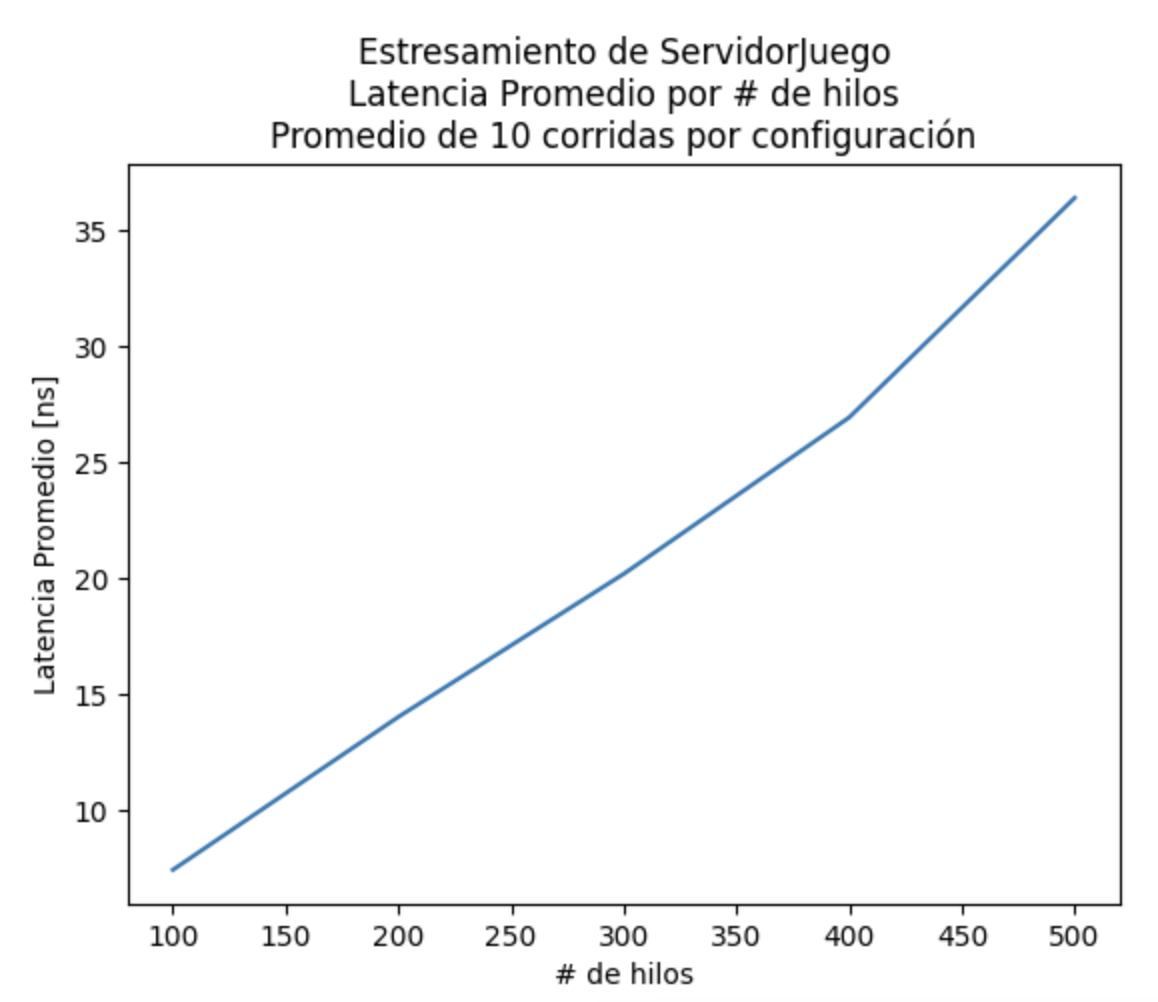 Estresamiento de ServidorJuego
Latencia Promedio por # de hilos
Promedio de 10 corridas por configuración
Latencia Promedio [ns]
35
30
25
20
15
10
100 150 200 250 300 350 400 450 500
# de hilos